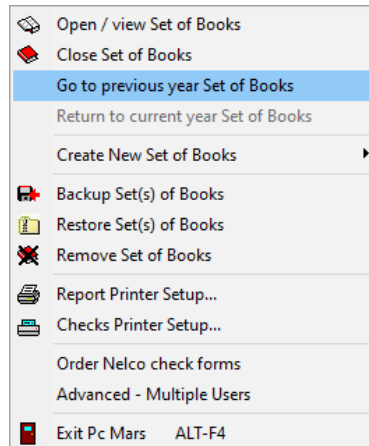 Open / view Set of Books
Close Set of Books
Go to previous year Set of Books
Return to current year Set of Books
Create New Set of Books
Backup Set(s) of Books
Restore Set(s) of Books
Remove Set of Books
Report Printer Setup...
Checks Printer Setup...
Order Nelco check forms
Advanced - Multiple Users
Exit Pc Mars ALT-F4